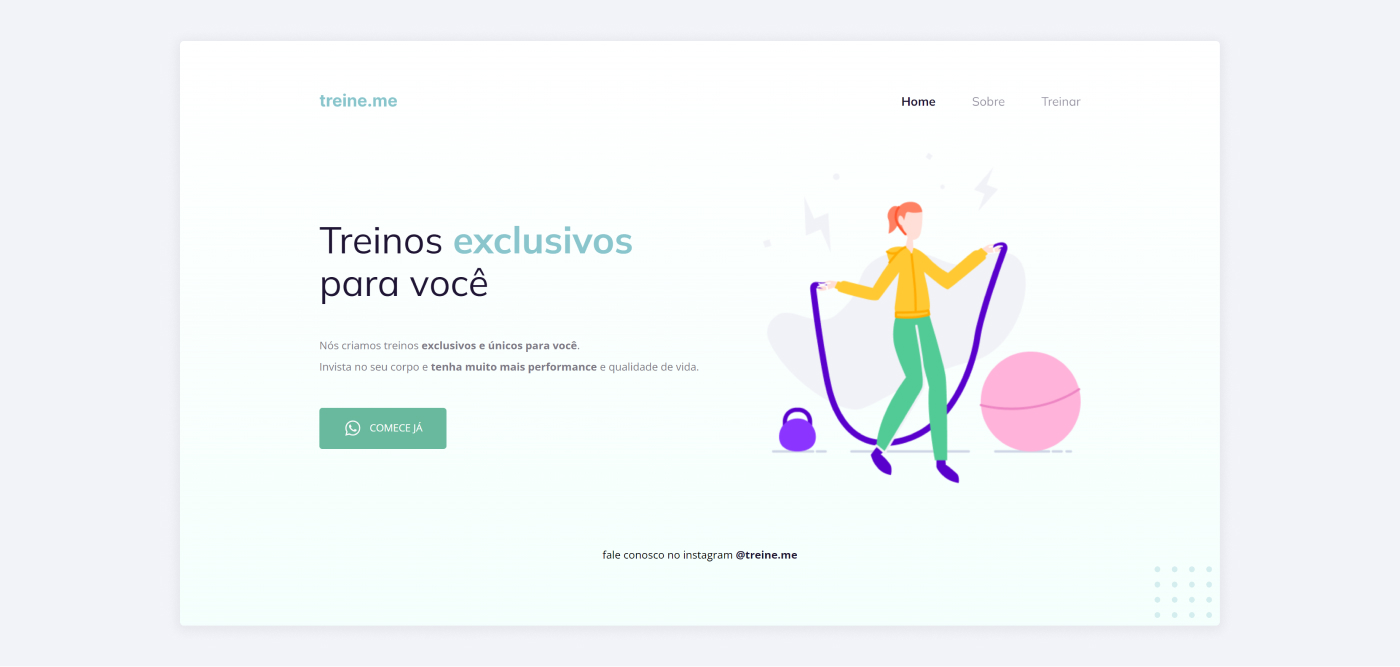 treine.me
Home Sobre Treinar
Treinos exclusivos
para você
Nós criamos treinos exclusivos e únicos para você.
Invista no seu corpo e tenha muito mais performance e qualidade de vida.
COMECE JÁ
fale conosco no instagram @treine.me